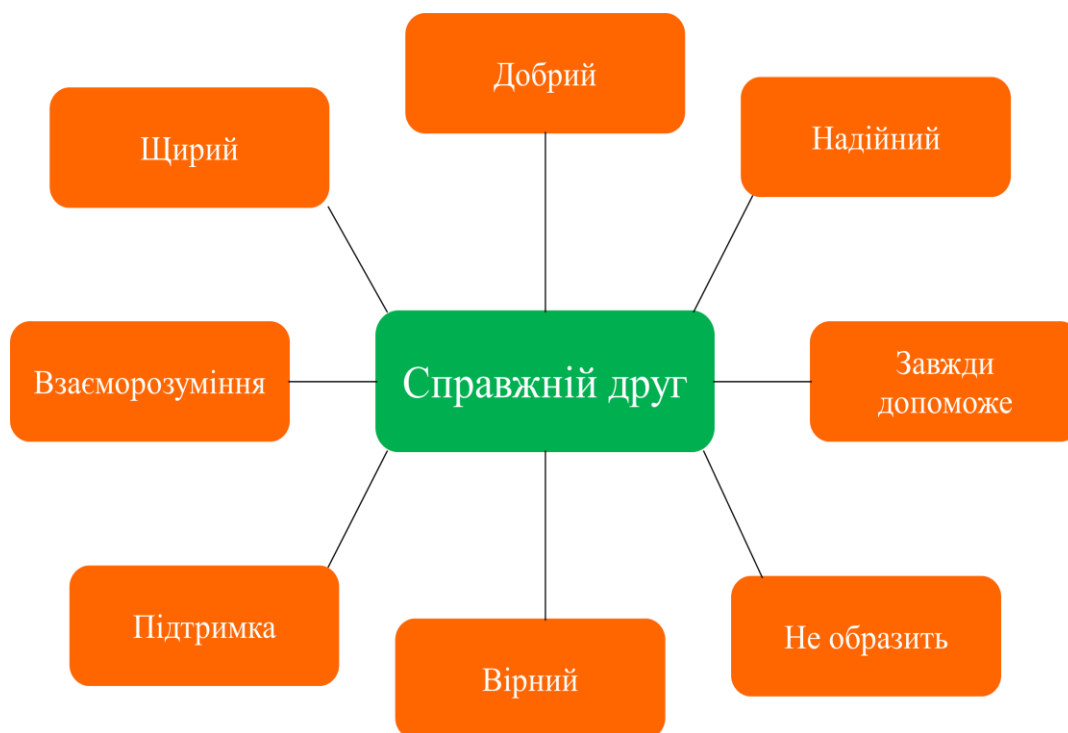 Добрий
Щирий
Надійний
Взаєморозуміння
Справжній друг
Завжди
допоможе
Підтримка
Вірний
Не образить